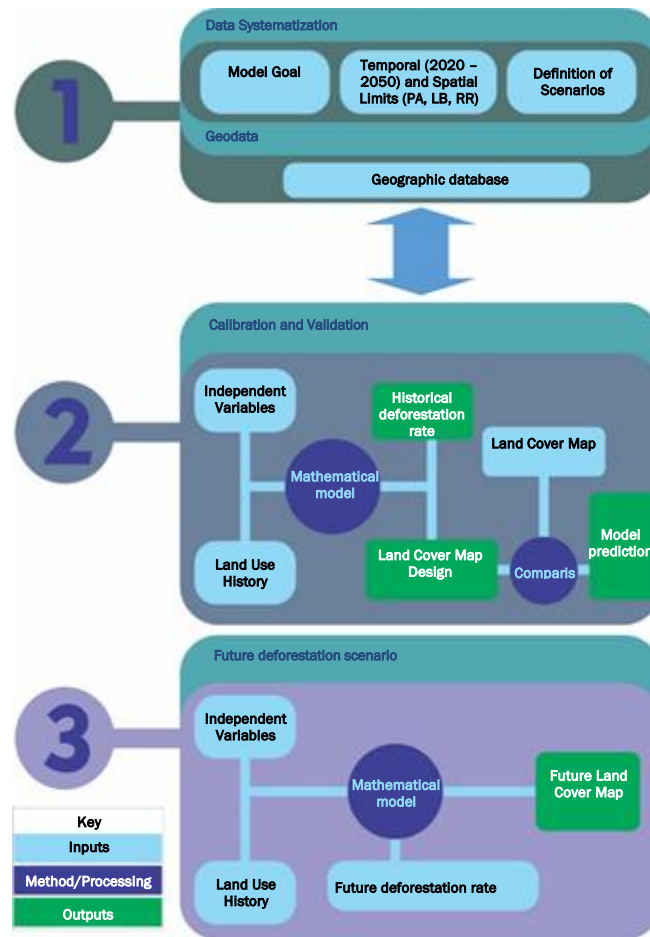 Data Systematization
1
Model Goal
Temporal (2020 –
2050) and Spatial
Limits (PA, LB, RR)
Definition of
Scenarios
Geodata
Geographic database
Calibration and Validation
2
Independent
Variables
Historical
deforestation
rate
Land Cover Map
Mathematical
model
Model
prediction
Land Use
History
Land Cover Map
Design
Comparis
Future deforestation scenario
3
Independent
Variables
Mathematical
model
Future Land
Cover Map
Land Use
History
Future deforestation rate
Key
Inputs
Method/Processing
Outputs